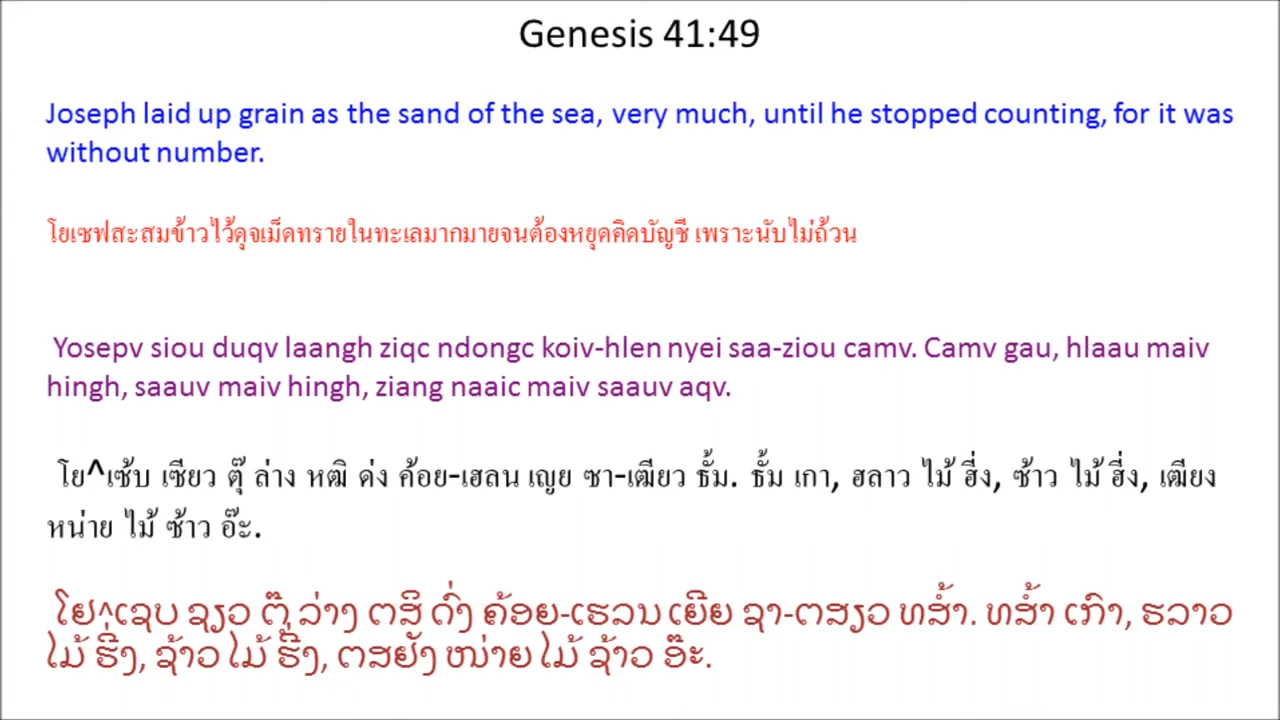 Genesis 41:49
Joseph laid up grain as the sand of the sea, very much, until he stopped counting, for it was
without number.
โยเซฟสะสมข้าวไว้ดุจเม็ดทรายในทะเลมากมายจนต้องหยุดคิดบัญชี เพราะนับไม่ถ้วน
Yosepv siou duqv laangh ziqc ndongc koiv-hlen nyei saa-ziou camv. Camv gau, hlaau maiv
hingh, saauv maiv hingh, ziang naaic maiv saauv aqv.
โย^เซ้บ เซียว ตุ๊ ล่าง หฒิ ด่ง ค้อย-เฮลน เญย ซา-เฒียว ธั้ม. ธั้ม เกา, ฮลาว ไม้ ฮี่ง, ซ้าว ไม้ ฮี่ง, เฒียง
หน่าย ไม้ ซ้าว อ๊ะ.
ໂຢ^ເຊບ ຊຽວ ຕຸ໊ ລ່າງ ຕສິ ດົ່ງ ຄ້ອຍ-ເຮລນ ເຍີຍ ຊາ-ຕສຽວ ທສ້ຳ. ທສ້ຳ ເກົາ, ຮລາວ
ໄມ້ ຮີ່ງ, ຊ້າວ ໄມ້ ຮີ່ງ, ຕສຢັງ ໜ່າຍ ໄມ້ ຊ້າວ ອ໊ະ.